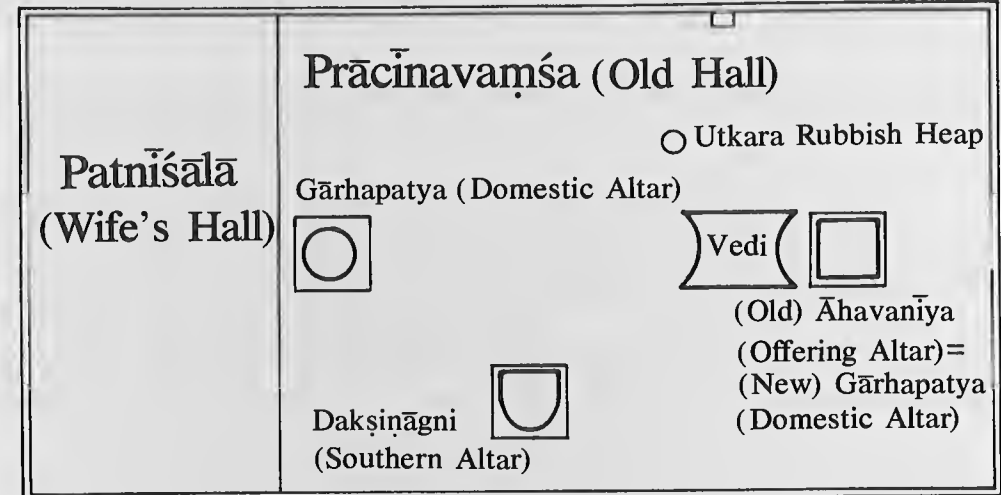 Prācīnavaṃśa (Old Hall)
Utkara Rubbish Heap
Patnīśālā
(Wife's Hall)
Gārhapatya (Domestic Altar)
Vedi
(Old) Āhavanīya
(Offering Altar)=
(New) Gārhapatya
(Domestic Altar)
Dakṣiṇāgni
(Southern Altar)